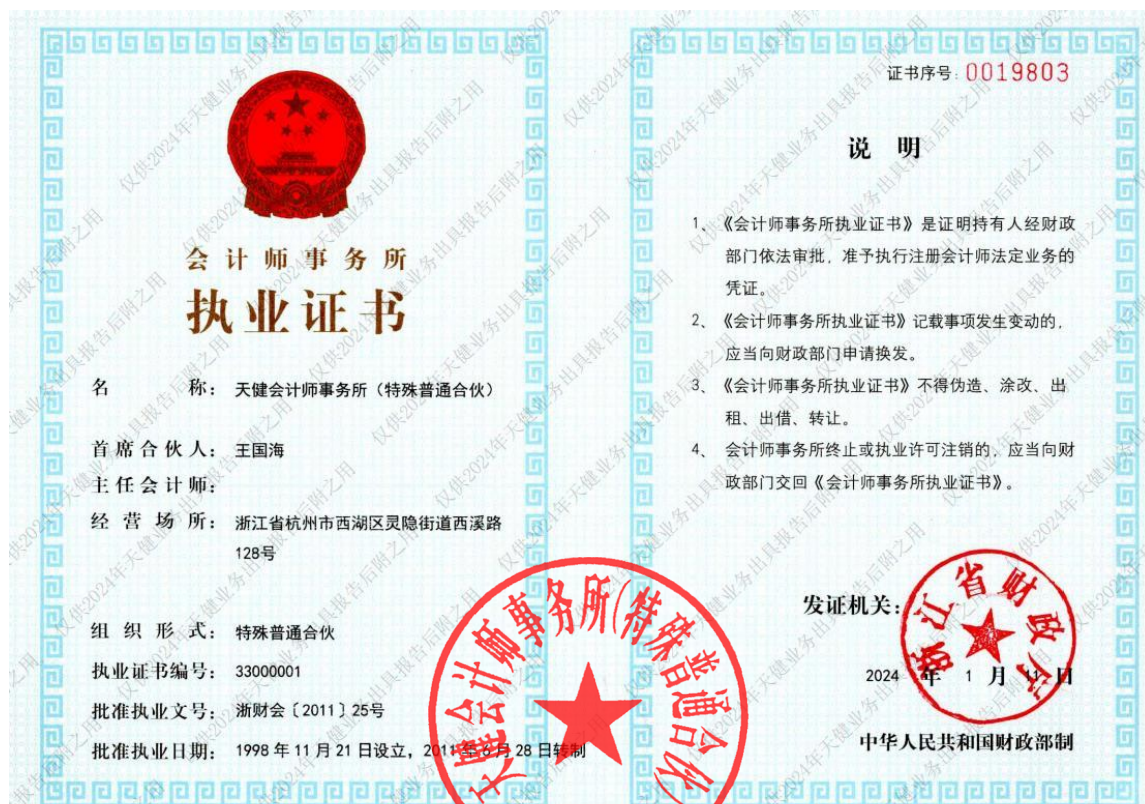 会计师事务所
执业证书
名 称： 天健会计师事务所（特殊普通合伙）
首席合伙人： 王国海
主任会计师：
经营场所： 浙江省杭州市西湖区灵隐街道西溪路
128号
组织形式： 特殊普通合伙
执业证书编号： 33000001
批准执业文号： 浙财会〔2011〕25号
批准执业日期： 1998年11月21日设立，2011年6月28日转制
天健会计师事务所(特殊普通合伙)
证书序号：0019803
说 明
1、《会计师事务所执业证书》是证明持有人经财政
部门依法审批，准予执行注册会计师法定业务的
凭证。
2、《会计师事务所执业证书》记载事项发生变动的，
应当向财政部门申请换发。
3、《会计师事务所执业证书》不得伪造、涂改、出
租、出借、转让。
4、会计师事务所终止或执业许可注销的，应当向财
政部门交回《会计师事务所执业证书》。
发证机关：
浙江省财政厅
2024 年 1 月 日
中华人民共和国财政部制
仅供2024年天健业务出具报告后附之用